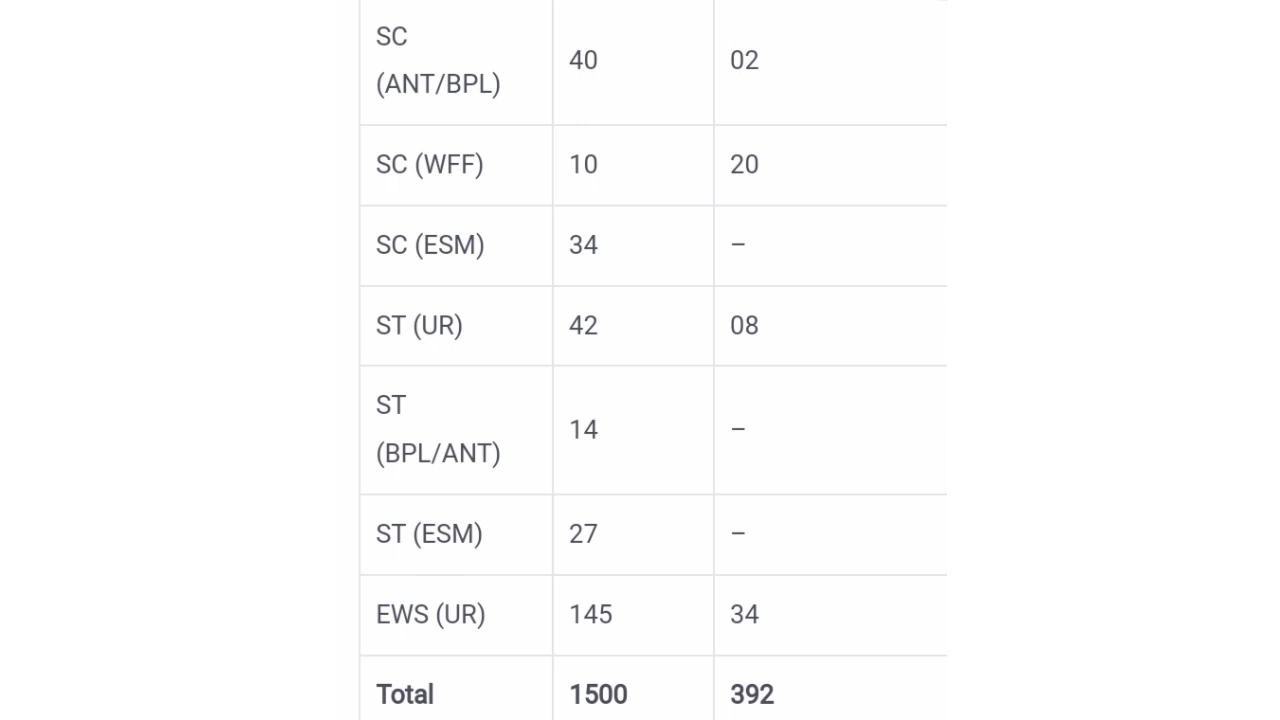 SC
(ANT/BPL) 40 02
SC (WFF) 10 20
SC (ESM) 34 –
ST (UR) 42 08
ST
(BPL/ANT) 14 –
ST (ESM) 27 –
EWS (UR) 145 34
Total 1500 392